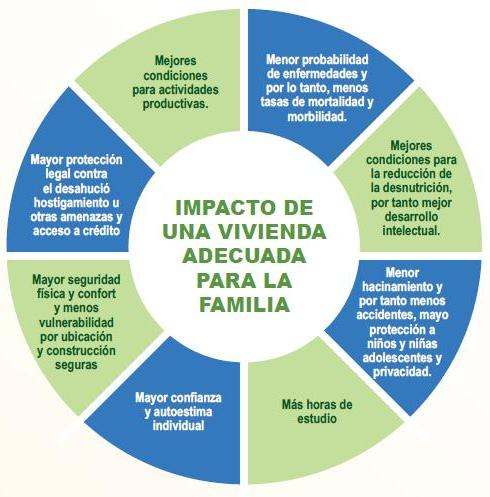 IMPACTO DE
UNA VIVIENDA
ADECUADA
PARA LA
FAMILIA
Menor probabilidad
de enfermedades y
por lo tanto, menos
tasas de mortalidad y
morbilidad.
Mejores
condiciones para
la reducción de
la desnutrición,
por tanto mejor
desarrollo
intelectual.
Menor
hacinamiento y
por tanto menos
accidentes, mayo
protección a
niños y niñas
adolescentes y
privacidad.
Más horas de
estudio
Mayor confianza
y autoestima
individual
Mayor seguridad
física y confort
y menos
vulnerabilidad
por ubicación
y construcción
seguras
Mayor protección
legal contra
el desahució
hostigamiento u
otras amenazas y
acceso a crédito
Mejores
condiciones
para actividades
productivas.